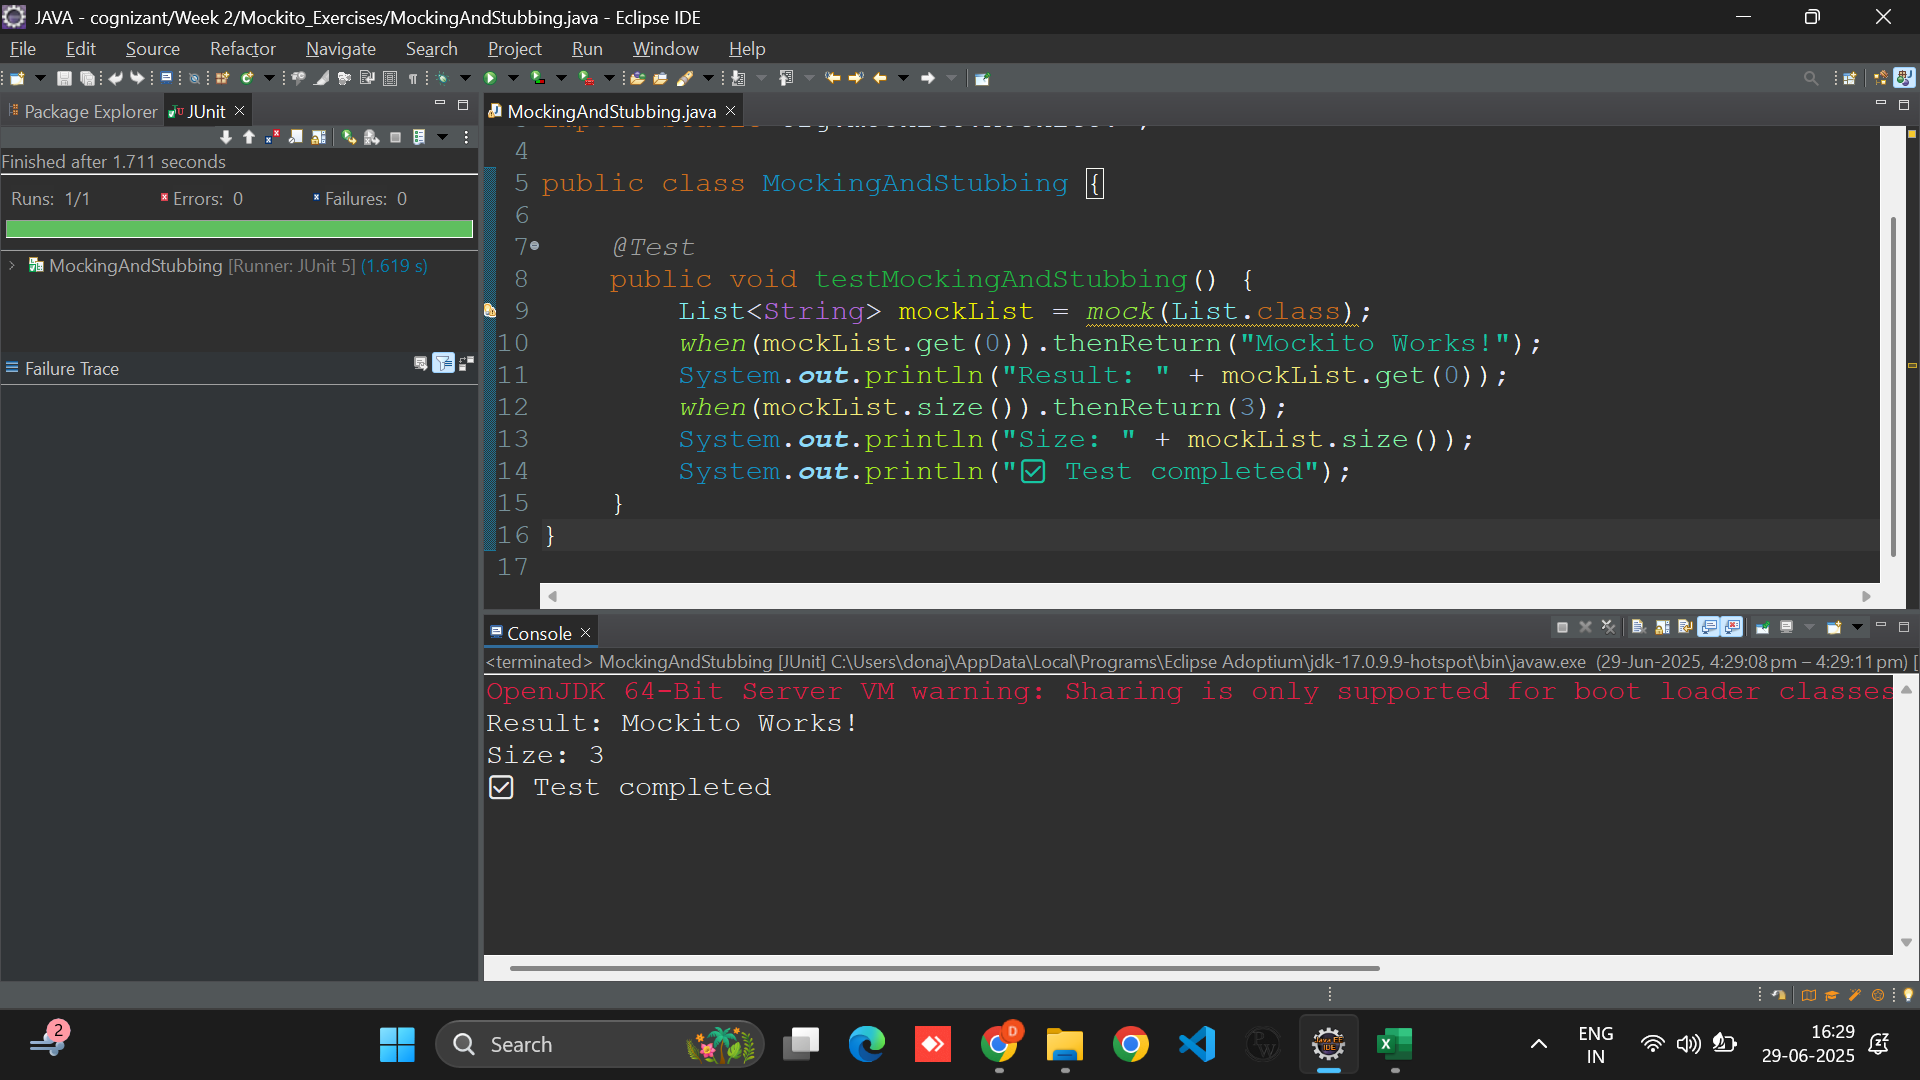 JAVA - cognizant/Week 2/Mockito_Exercises/MockingAndStubbing.java - Eclipse IDE
File Edit Source Refactor Navigate Search Project Run Window Help
Package Explorer JUnit
Finished after 1.711 seconds
Runs: 1/1 Errors: 0 Failures: 0
MockingAndStubbing [Runner: JUnit 5] (1.619 s)
Failure Trace
MockingAndStubbing.java
4
5 public class MockingAndStubbing {
6
7 @Test
8 public void testMockingAndStubbing() {
9 List<String> mockList = mock(List.class);
10 when(mockList.get(0)).thenReturn("Mockito Works!");
11 System.out.println("Result: " + mockList.get(0));
12 when(mockList.size()).thenReturn(3);
13 System.out.println("Size: " + mockList.size());
14 System.out.println("☑ Test completed");
15 }
16 }
17
Console
<terminated> MockingAndStubbing [JUnit] C:\Users\donaj\AppData\Local\Programs\Eclipse Adoptium\jdk-17.0.9.9-hotspot\bin\javaw.exe (29-Jun-2025, 4:29:08 pm – 4:29:11 pm) [
OpenJDK 64-Bit Server VM warning: Sharing is only supported for boot loader classes
Result: Mockito Works!
Size: 3
☑ Test completed
2
Search
D
ENG
IN
16:29
29-06-2025